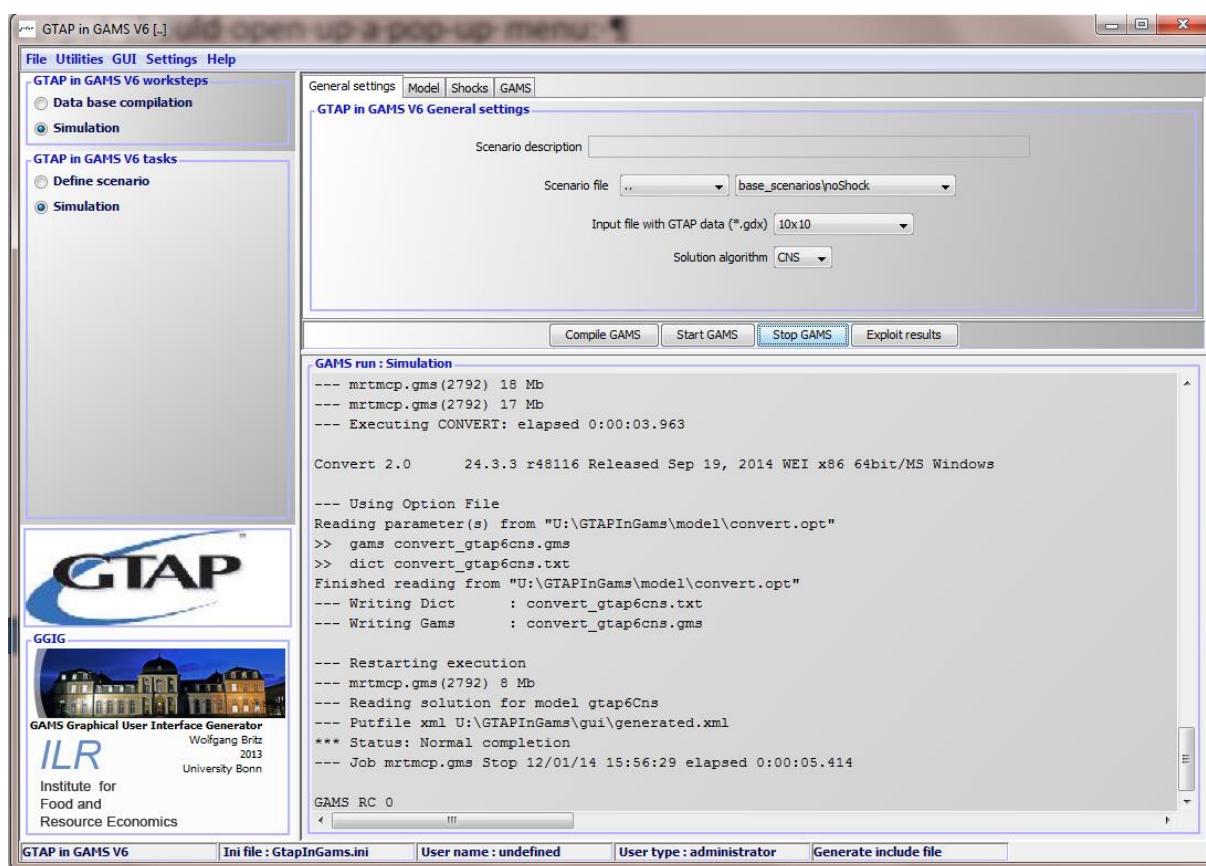 GTAP in GAMS V6 [..]
uld open up a pop-up menu: ¶
File Utilities GUI Settings Help
GTAP in GAMS V6 worksteps
Data base compilation
Simulation
GTAP in GAMS V6 tasks
Define scenario
Simulation
General settings Model Shocks GAMS
GTAP in GAMS V6 General settings
Scenario description
Scenario file .. base_scenarios\noShock
Input file with GTAP data (*.gdx) 10x10
Solution algorithm CNS
Compile GAMS Start GAMS Stop GAMS Exploit results
GAMS run : Simulation
--- mrtmcp.gms(2792) 18 Mb
--- mrtmcp.gms(2792) 17 Mb
--- Executing CONVERT: elapsed 0:00:03.963
Convert 2.0 24.3.3 r48116 Released Sep 19, 2014 WEI x86 64bit/MS Windows
--- Using Option File
Reading parameter(s) from "U:\GTAPInGams\model\convert.opt"
>> gams convert_gtap6cns.gms
>> dict convert_gtap6cns.txt
Finished reading from "U:\GTAPInGams\model\convert.opt"
--- Writing Dict : convert_gtap6cns.txt
--- Writing Gams : convert_gtap6cns.gms
--- Restarting execution
--- mrtmcp.gms(2792) 8 Mb
--- Reading solution for model gtap6Cns
--- Putfile xml U:\GTAPInGams\gui\generated.xml
*** Status: Normal completion
--- Job mrtmcp.gms Stop 12/01/14 15:56:29 elapsed 0:00:05.414
GAMS RC 0
GTAP
GGIG
GAMS Graphical User Interface Generator
Wolfgang Britz
2013
University Bonn
ILR
Institute for
Food and
Resource Economics
GTAP in GAMS V6 Ini file : GtapInGams.ini User name : undefined User type : administrator Generate include file